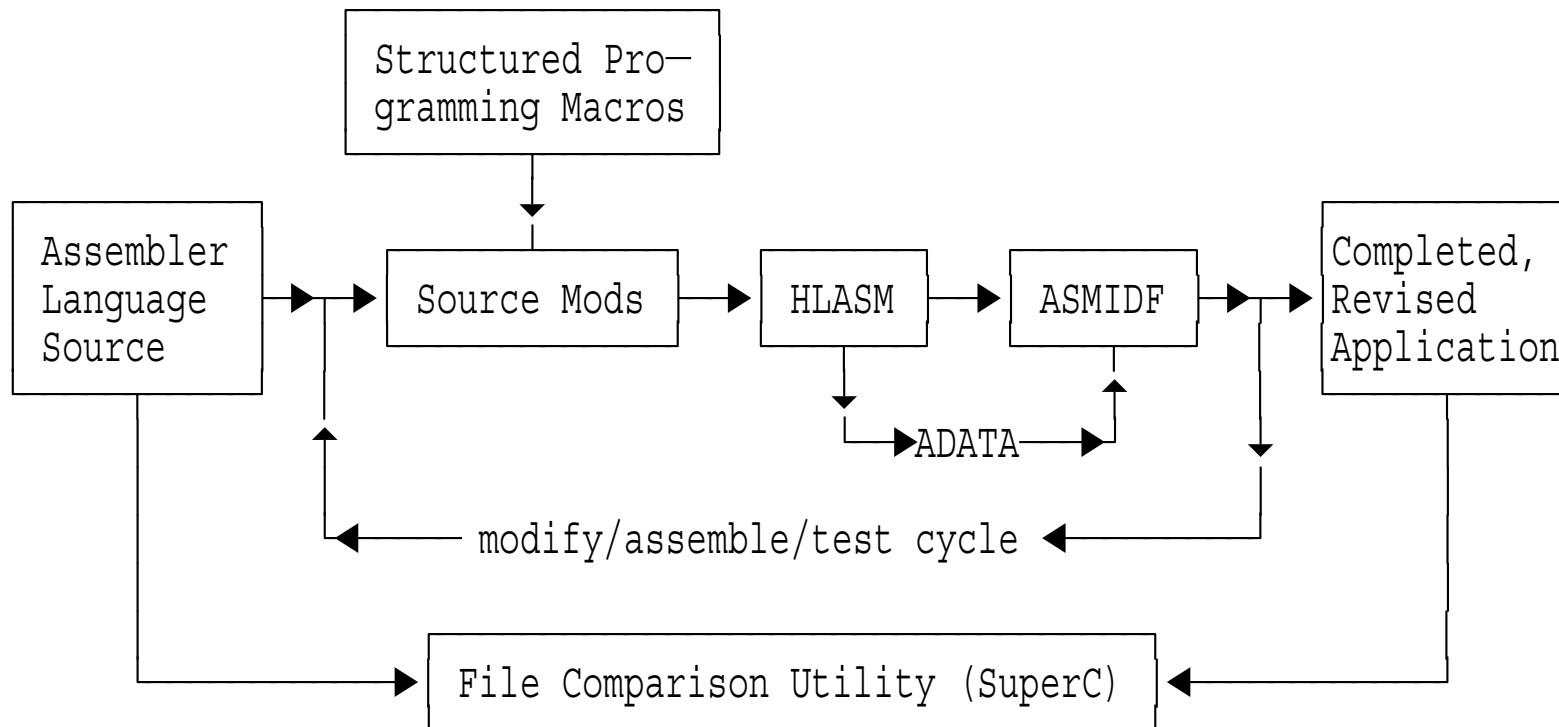 Structured Pro—
gramming Macros
Assembler
Language
Source
Source Mods
HLASM
ASMIDF
Completed,
Revised
Application
ADATA
modify/assemble/test cycle
File Comparison Utility (SuperC)